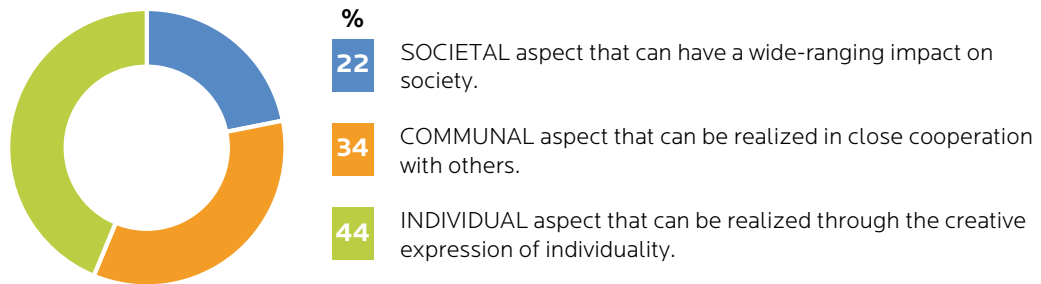 %
22
SOCIETAL aspect that can have a wide-ranging impact on
society.
34
COMMUNAL aspect that can be realized in close cooperation
with others.
44
INDIVIDUAL aspect that can be realized through the creative
expression of individuality.